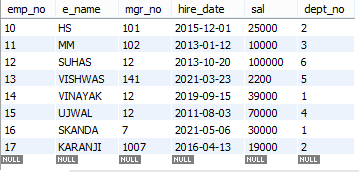 emp_no e_name mgr_no hire_date sal dept_no
10 HS 101 2015-12-01 25000 2
11 MM 102 2013-01-12 10000 3
12 SUHAS 12 2013-10-20 100000 6
13 VISHWAS 141 2021-03-23 2200 5
14 VINAYAK 12 2019-09-15 39000 1
15 UJWAL 12 2011-08-03 70000 4
16 SKANDA 7 2021-05-06 30000 1
17 KARANJI 1007 2016-04-13 19000 2
NULL NULL NULL NULL NULL NULL